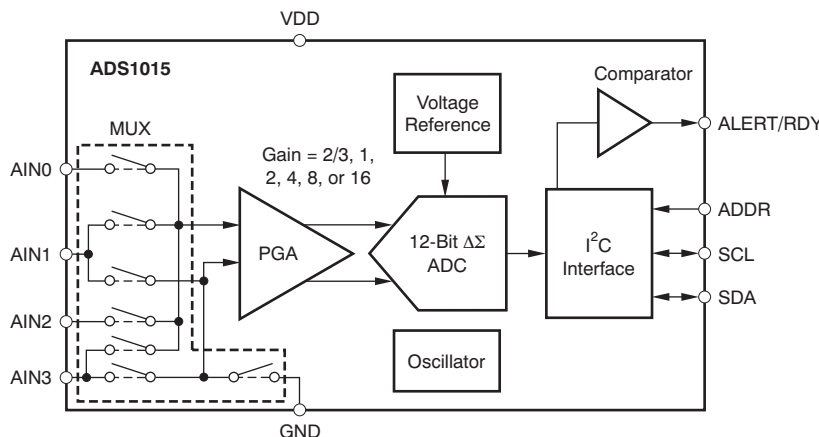 VDD
ADS1015
Comparator
Voltage
Reference
MUX
ALERT/RDY
Gain = 2/3, 1,
2, 4, 8, or 16
AIN0
ADDR
AIN1
PGA
12-Bit ΔΣ
ADC
I²C
Interface
SCL
SDA
AIN2
Oscillator
AIN3
GND